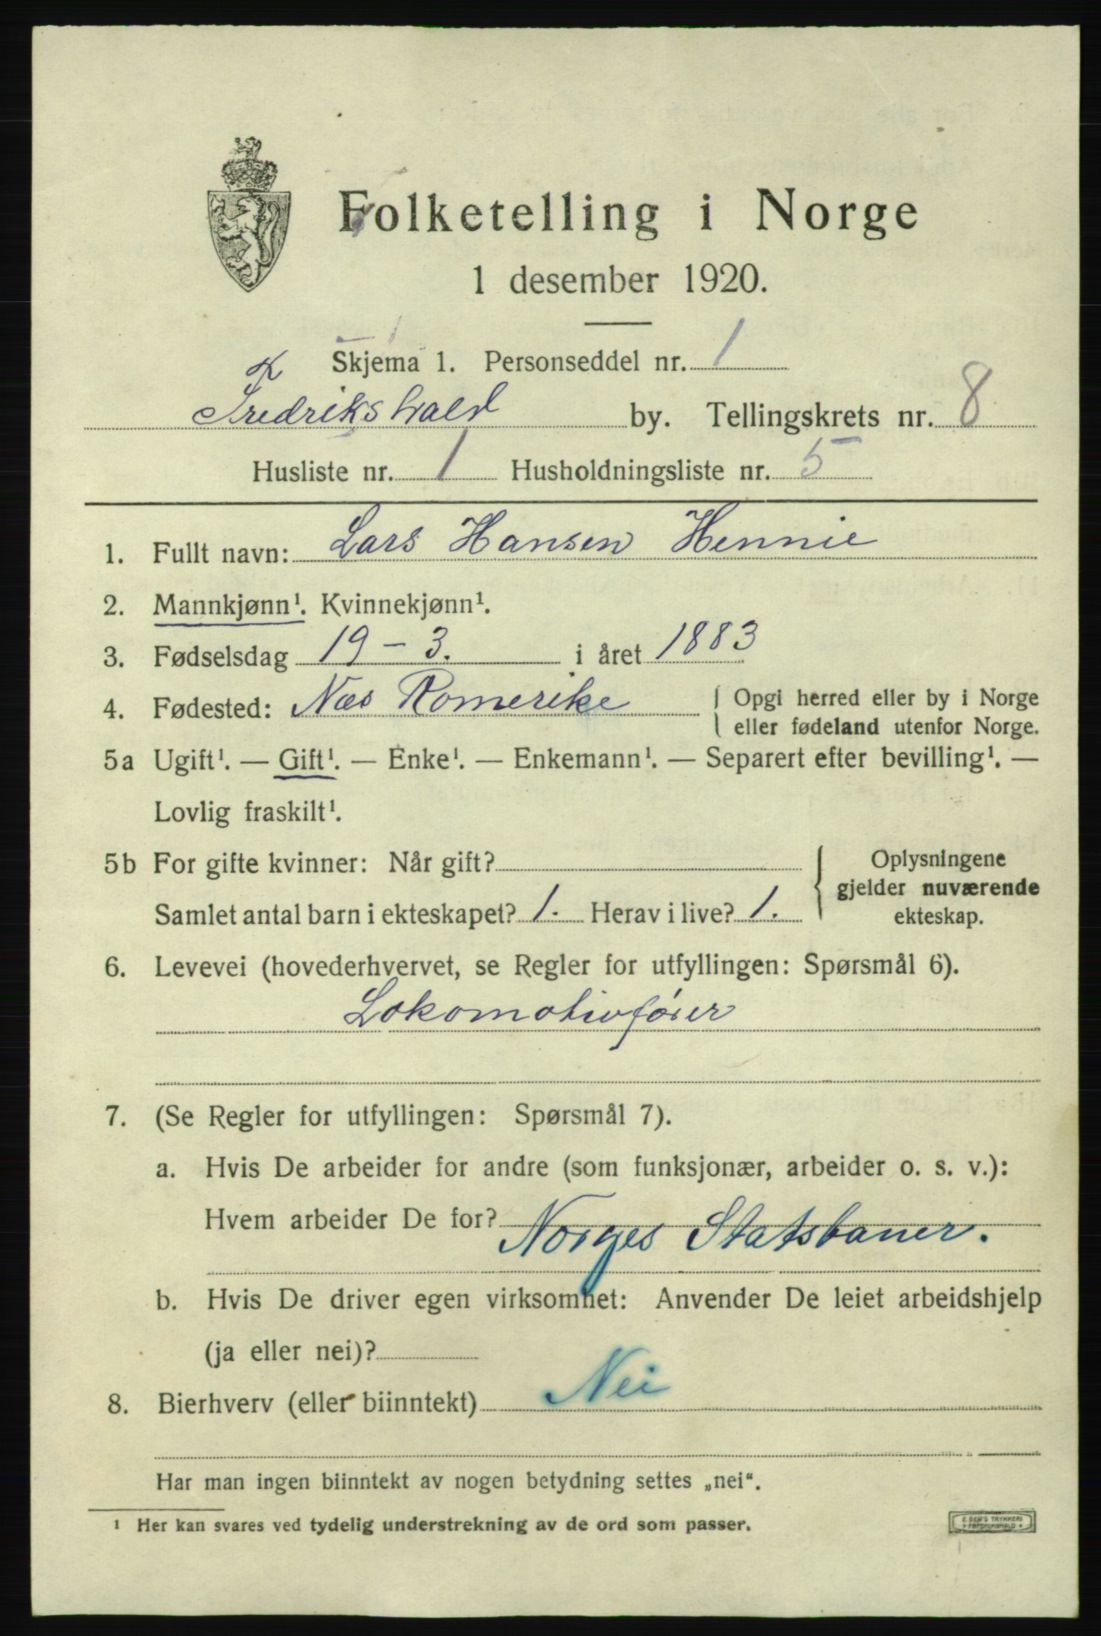 Folketelling i Norge
1 desember 1920.
Skjema 1. Personseddel nr. 1
K
Fredrikshald by. Tellingskrets nr. 8
Husliste nr. 1 Husholdningsliste nr. 5
1. Fullt navn: Lars Hansen Hennie
2. Mannkjønn¹. Kvinnekjønn¹.
3. Fødselsdag 19 – 3. i året 1883
4. Fødested: Næs Romerike { Opgi herred eller by i Norge
eller fødeland utenfor Norge.
5a Ugift¹. — Gift¹. — Enke¹. — Enkemann¹. — Separert efter bevilling¹. —
Lovlig fraskilt¹.
5b For gifte kvinner: Når gift?
Samlet antal barn i ekteskapet? 1. Herav i live? 1.
{ Oplysningene
gjelder nuværende
ekteskap.
6. Levevei (hovederhvervet, se Regler for utfyllingen: Spørsmål 6).
Lokomotivfører
7. (Se Regler for utfyllingen: Spørsmål 7).
a. Hvis De arbeider for andre (som funksjonær, arbeider o. s. v.):
Hvem arbeider De for? Norges Statsbaner.
b. Hvis De driver egen virksomhet: Anvender De leiet arbeidshjelp
(ja eller nei)?
8. Bierhverv (eller biinntekt) Nei
Har man ingen biinntekt av nogen betydning settes „nei“.
¹ Her kan svares ved tydelig understrekning av de ord som passer.